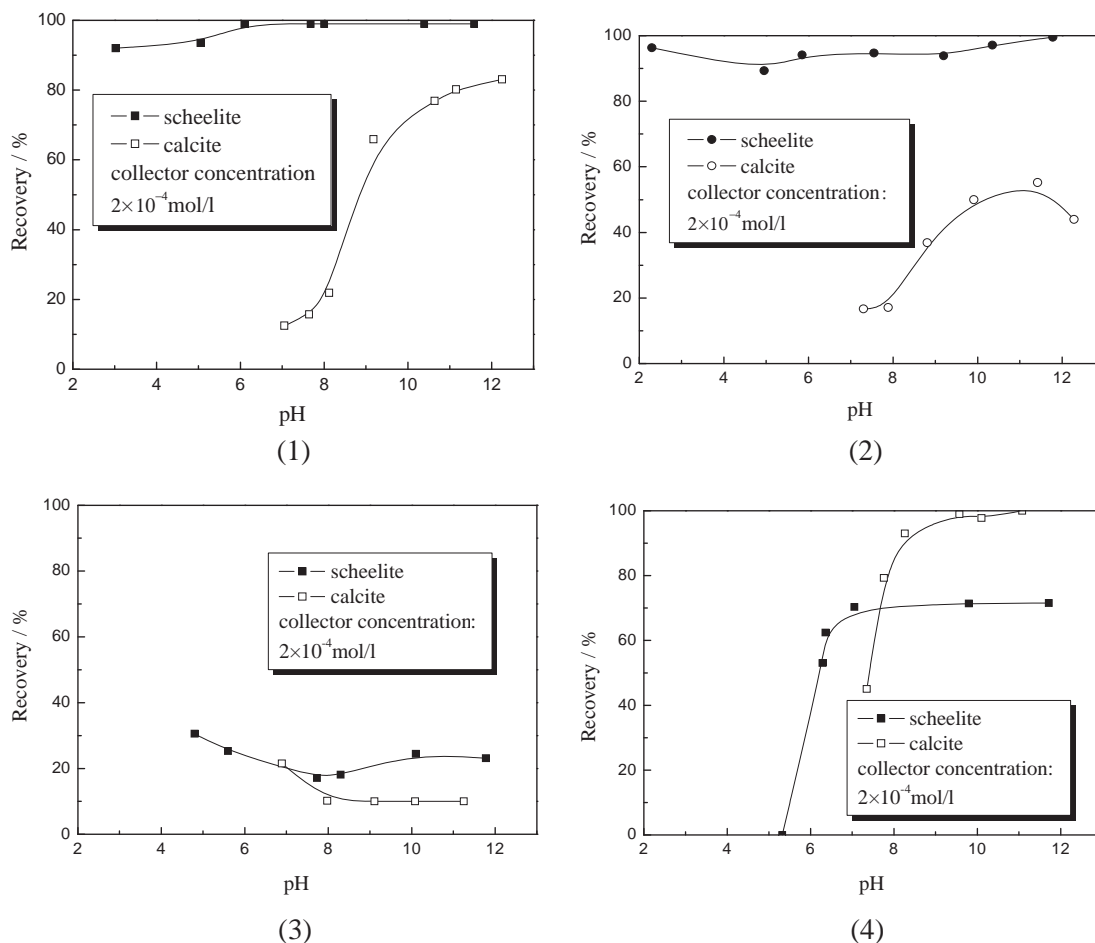 100
80
60
40
20
0
Recovery / %
scheelite
calcite
collector concentration
2×10⁻⁴mol/l
2 4 6 8 10 12
pH
(1)
100
80
60
40
20
0
Recovery / %
scheelite
calcite
collector concentration:
2×10⁻⁴mol/l
2 4 6 8 10 12
pH
(2)
100
80
60
40
20
0
Recovery / %
scheelite
calcite
collector concentration:
2×10⁻⁴mol/l
2 4 6 8 10 12
pH
(3)
100
80
60
40
20
0
Recovery / %
scheelite
calcite
collector concentration:
2×10⁻⁴mol/l
2 4 6 8 10 12
pH
(4)